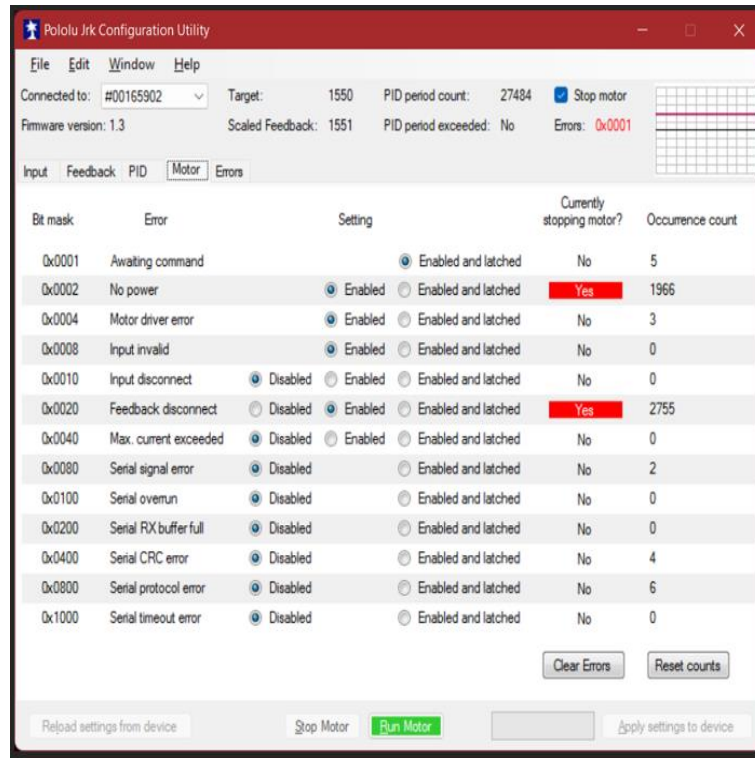 Pololu Jrk Configuration Utility
File Edit Window Help
Connected to: #00165902 Target: 1550 PID period count: 27484 Stop motor
Firmware version: 1.3 Scaled Feedback: 1551 PID period exceeded: No Errors: 0x0001
Input Feedback PID Motor Errors
Bit mask Error Setting Currently stopping motor? Occurrence count
0x0001 Awaiting command Enabled and latched No 5
0x0002 No power Enabled Enabled and latched Yes 1966
0x0004 Motor driver error Enabled Enabled and latched No 3
0x0008 Input invalid Enabled Enabled and latched No 0
0x0010 Input disconnect Disabled Enabled Enabled and latched No 0
0x0020 Feedback disconnect Disabled Enabled Enabled and latched Yes 2755
0x0040 Max. current exceeded Disabled Enabled Enabled and latched No 0
0x0080 Serial signal error Disabled Enabled and latched No 2
0x0100 Serial overrun Disabled Enabled and latched No 0
0x0200 Serial RX buffer full Disabled Enabled and latched No 0
0x0400 Serial CRC error Disabled Enabled and latched No 4
0x0800 Serial protocol error Disabled Enabled and latched No 6
0x1000 Serial timeout error Disabled Enabled and latched No 0
Clear Errors Reset counts
Reload settings from device Stop Motor Run Motor Apply settings to device